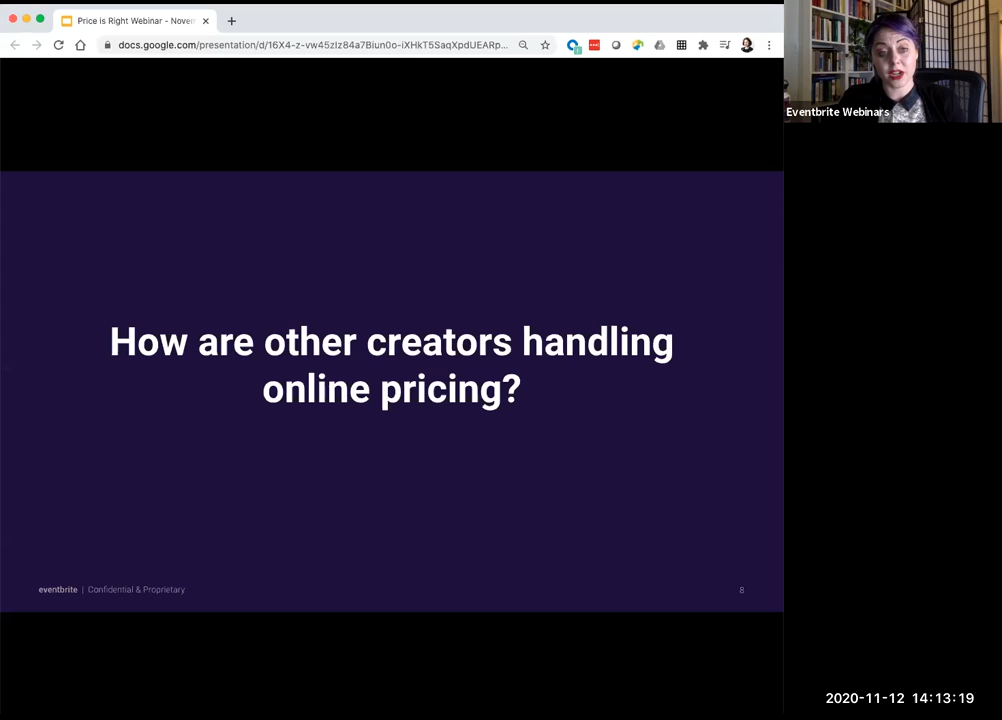 Price is Right Webinar - Novem
docs.google.com/presentation/d/16X4-z-vw45zIz84a7Biun0o-iXHkT5SaqXpdUEARp...
Eventbrite Webinars
How are other creators handling
online pricing?
eventbrite | Confidential & Proprietary
8
2020-11-12 14:13:19